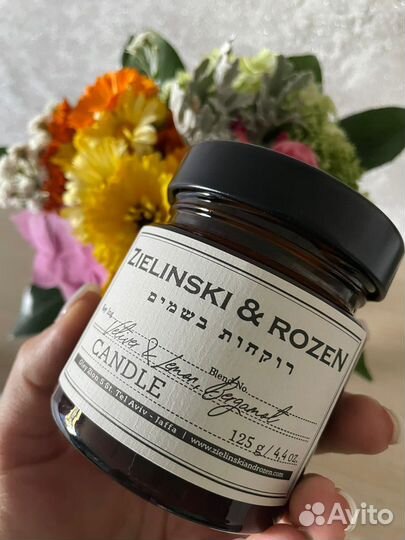 ZIELINSKI & ROZEN
רוקחות בשמים
Blend No.
Vetiver & Lemon, Bergamot
CANDLE
125g/4,4 oz.
Tel Aviv - Jaffa / www.zielinskiandrozen.com
Avito